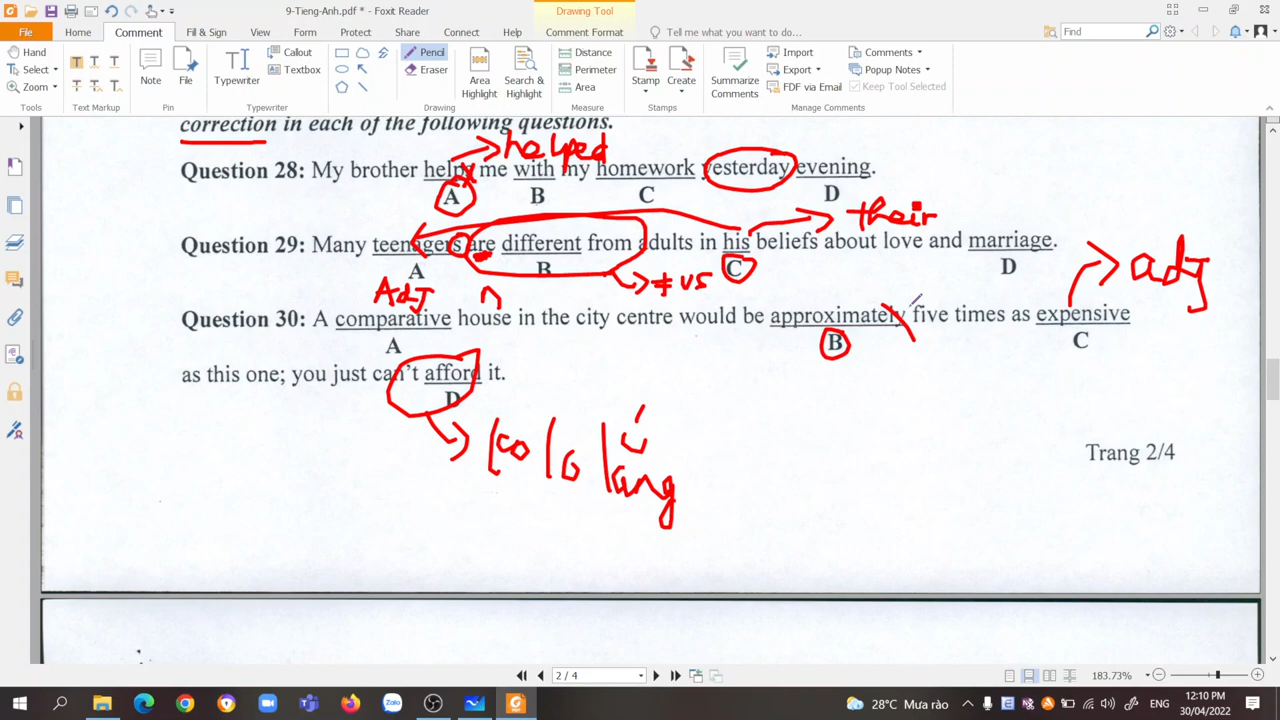 9-Tieng-Anh.pdf * - Foxit Reader
Drawing Tool
File Home Comment Fill & Sign View Form Protect Share Connect Help Comment Format Tell me what you want to do... Find
Hand
Select
Zoom
Tools
Text Markup
Note
File
Pin
Typewriter
Callout
Textbox
Typewriter
Pencil
Eraser
Drawing
Area Highlight
Search & Highlight
Distance
Perimeter
Area
Measure
Stamp
Create
Stamps
Summarize Comments
Import
Export
FDF via Email
Comments
Popup Notes
Keep Tool Selected
Manage Comments
correction in each of the following questions.
helped
Question 28: My brother helps me with my homework yesterday evening.
A B C D
their
Question 29: Many teenagers are different from adults in his beliefs about love and marriage.
A B C D
≠ vs
adj
Adj n
Question 30: A comparative house in the city centre would be approximately five times as expensive
A B C
as this one; you just can't afford it.
D
Trang 2/4
2 / 4
183.73%
28°C Mưa rào
ENG
12:10 PM
30/04/2022